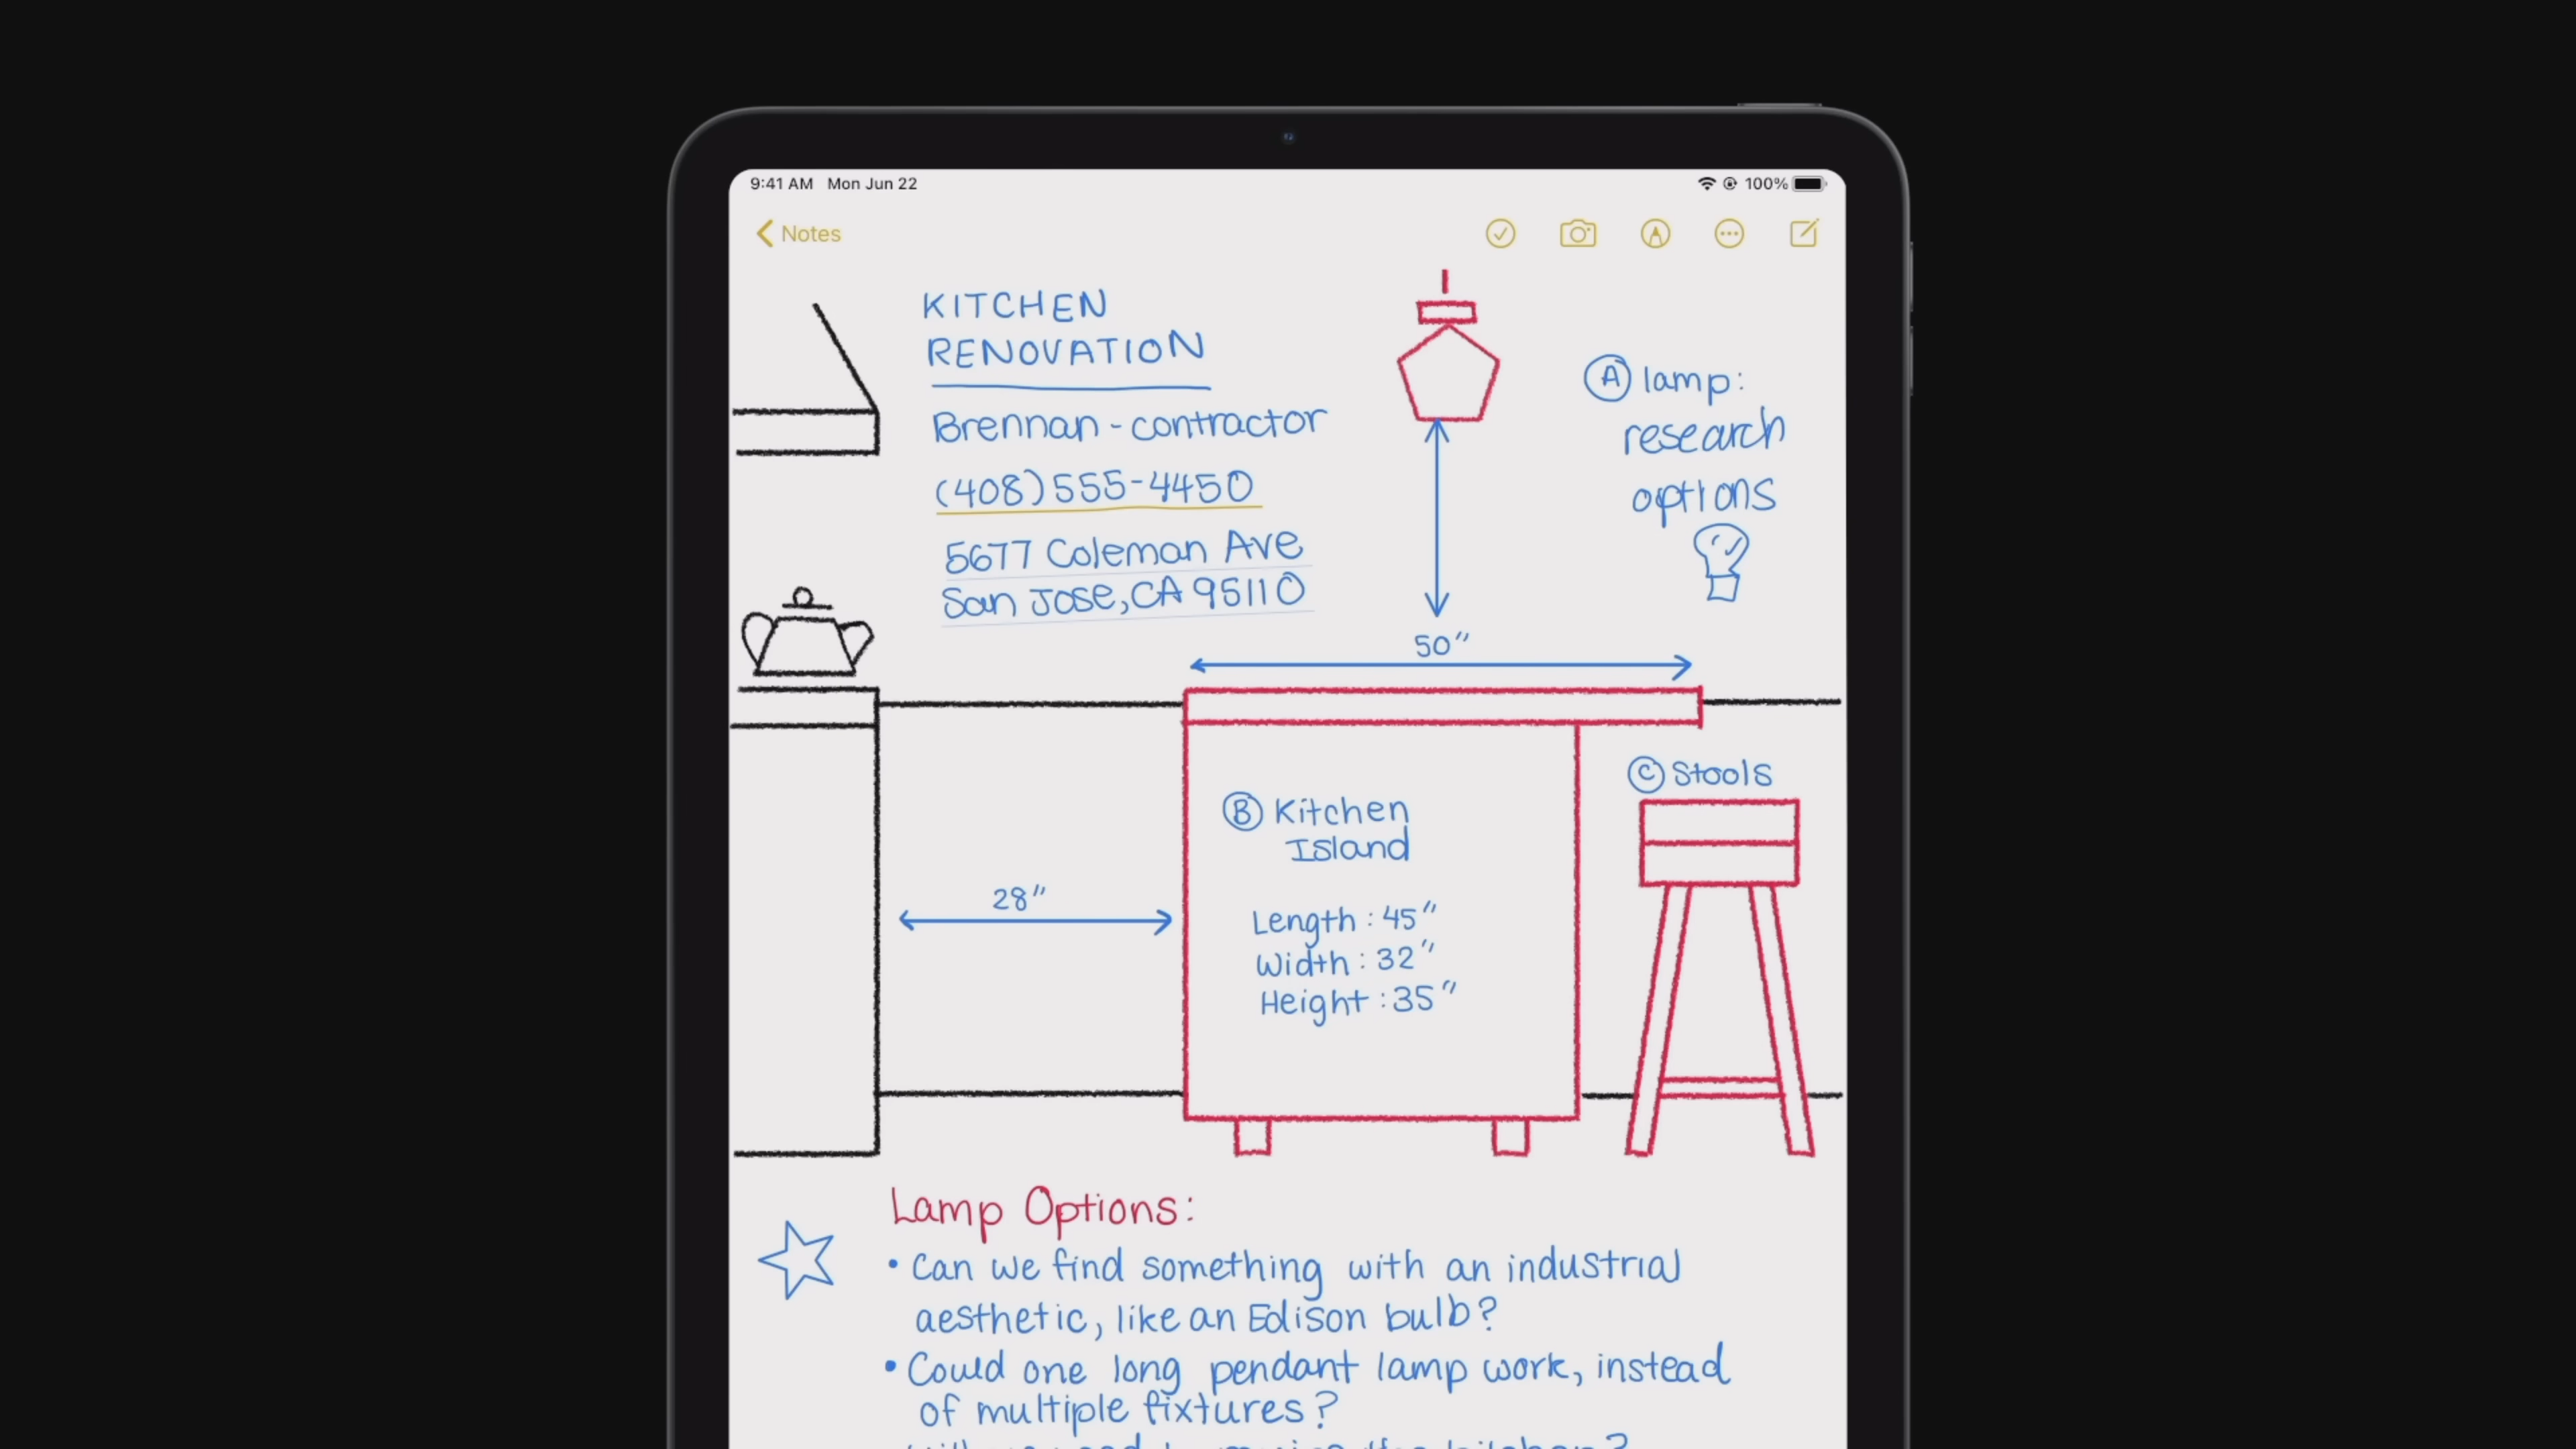 9:41 AM Mon Jun 22
100%
Notes
KITCHEN
RENOVATION
Brennan - contractor
(408) 555-4450
5677 Coleman Ave
San Jose, CA 95110
A lamp:
research
options
50"
C Stools
B Kitchen
Island
28"
Length : 45"
Width : 32"
Height : 35"
Lamp Options:
• Can we find something with an industrial
aesthetic, like an Edison bulb?
• Could one long pendant lamp work, instead
of multiple fixtures?